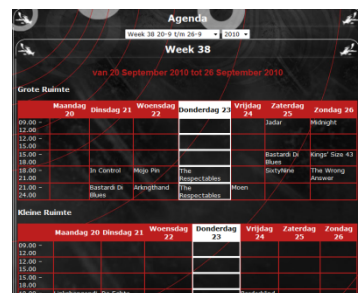 Agenda
Week 38 20-9 t/m 26-9 2010
Week 38
van 20 September 2010 tot 26 September 2010
Grote Ruimte
Maandag 20 Dinsdag 21 Woensdag 22 Donderdag 23 Vrijdag 24 Zaterdag 25 Zondag 26
09.00 - 12.00 Jadar Midnight
12.00 - 15.00
15.00 - 18.00 Bastardi Di Blues Kings' Size 43
18.00 - 21.00 In Control Mojo Pin The Respectables SixtyNine The Wrong Answer
21.00 - 24.00 Bastardi Di Blues Arkngthand The Respectables Moen
Kleine Ruimte
Maandag 20 Dinsdag 21 Woensdag 22 Donderdag 23 Vrijdag 24 Zaterdag 25 Zondag 26
09.00 - 12.00
12.00 - 15.00
15.00 - 18.00